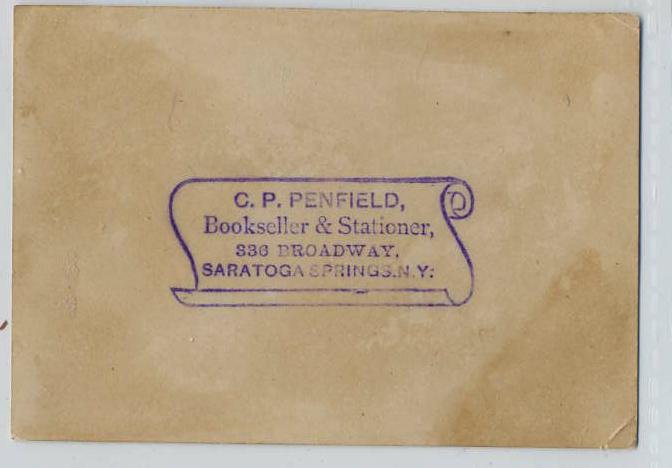 C. P. PENFIELD,
Bookseller & Stationer,
336 BROADWAY,
SARATOGA SPRINGS, N.Y.